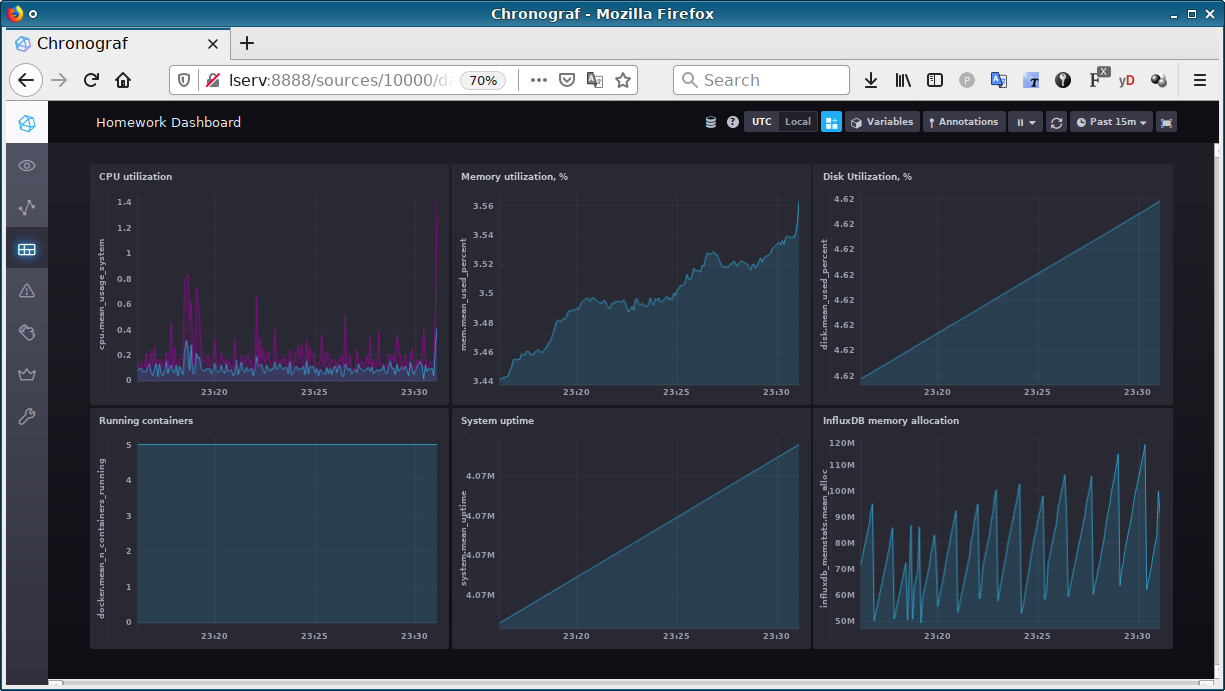 Chronograf - Mozilla Firefox
Chronograf
lserv:8888/sources/10000/da
70%
Search
yD
X
Homework Dashboard
UTC
Local
Variables
Annotations
Past 15m
CPU utilization
cpu.mean_usage_system
1.4
1.2
1
0.8
0.6
0.4
0.2
0
23:20
23:25
23:30
Memory utilization, %
mem.mean_used_percent
3.56
3.54
3.52
3.5
3.48
3.46
3.44
23:20
23:25
23:30
Disk Utilization, %
disk.mean_used_percent
4.62
4.62
4.62
4.62
4.62
4.62
4.62
4.62
23:20
23:25
23:30
Running containers
docker.mean_n_containers_running
5
4
3
2
1
0
23:20
23:25
23:30
System uptime
system.mean_uptime
4.07M
4.07M
4.07M
4.07M
23:20
23:25
23:30
InfluxDB memory allocation
influxdb_memstats.mean_alloc
120M
110M
100M
90M
80M
70M
60M
50M
23:20
23:25
23:30